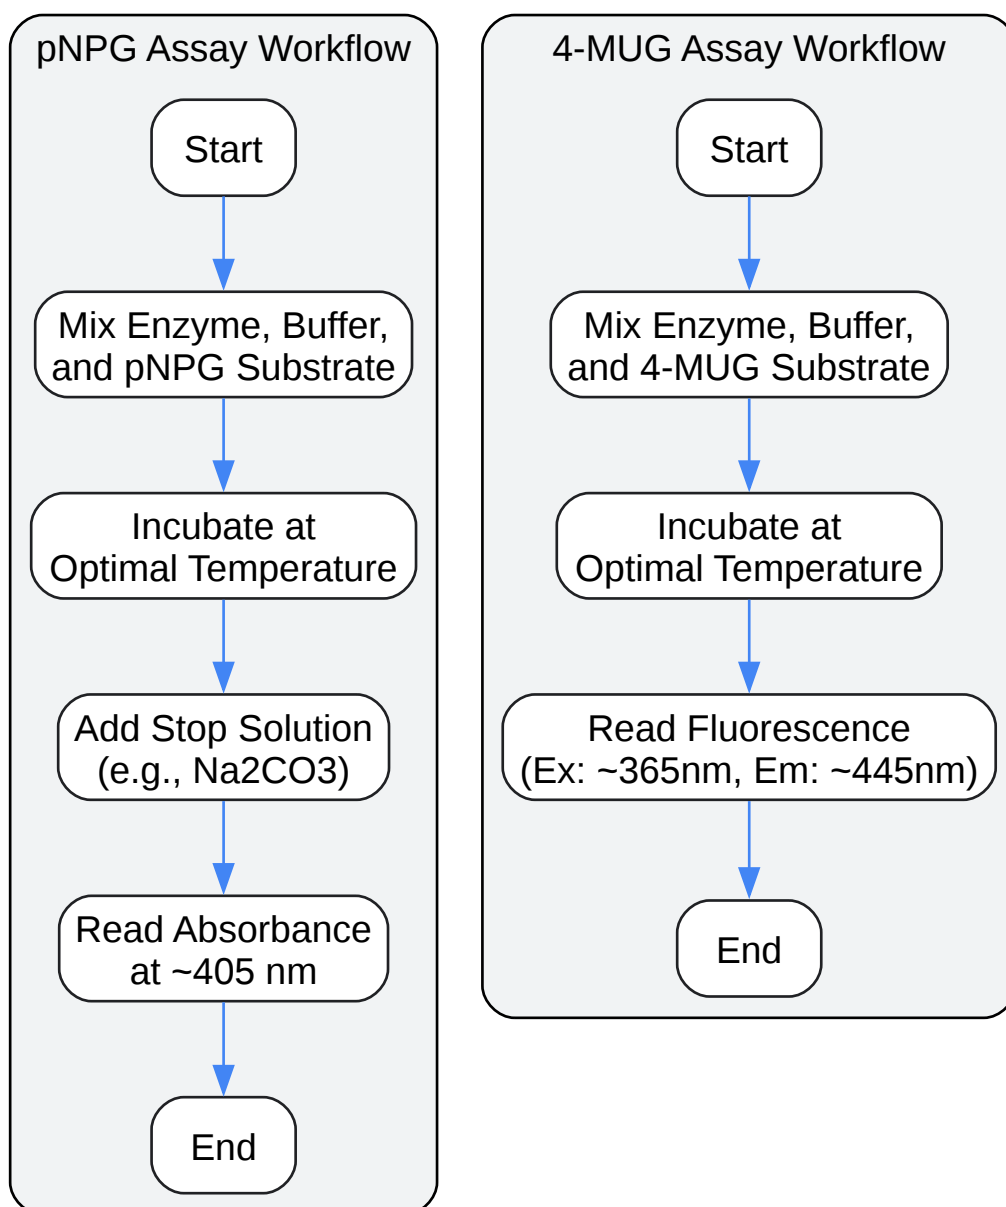 pNPG Assay Workflow
Start
Mix Enzyme, Buffer,
and pNPG Substrate
Incubate at
Optimal Temperature
Add Stop Solution
(e.g., Na2CO3)
Read Absorbance
at ~405 nm
End
4-MUG Assay Workflow
Start
Mix Enzyme, Buffer,
and 4-MUG Substrate
Incubate at
Optimal Temperature
Read Fluorescence
(Ex: ~365nm, Em: ~445nm)
End